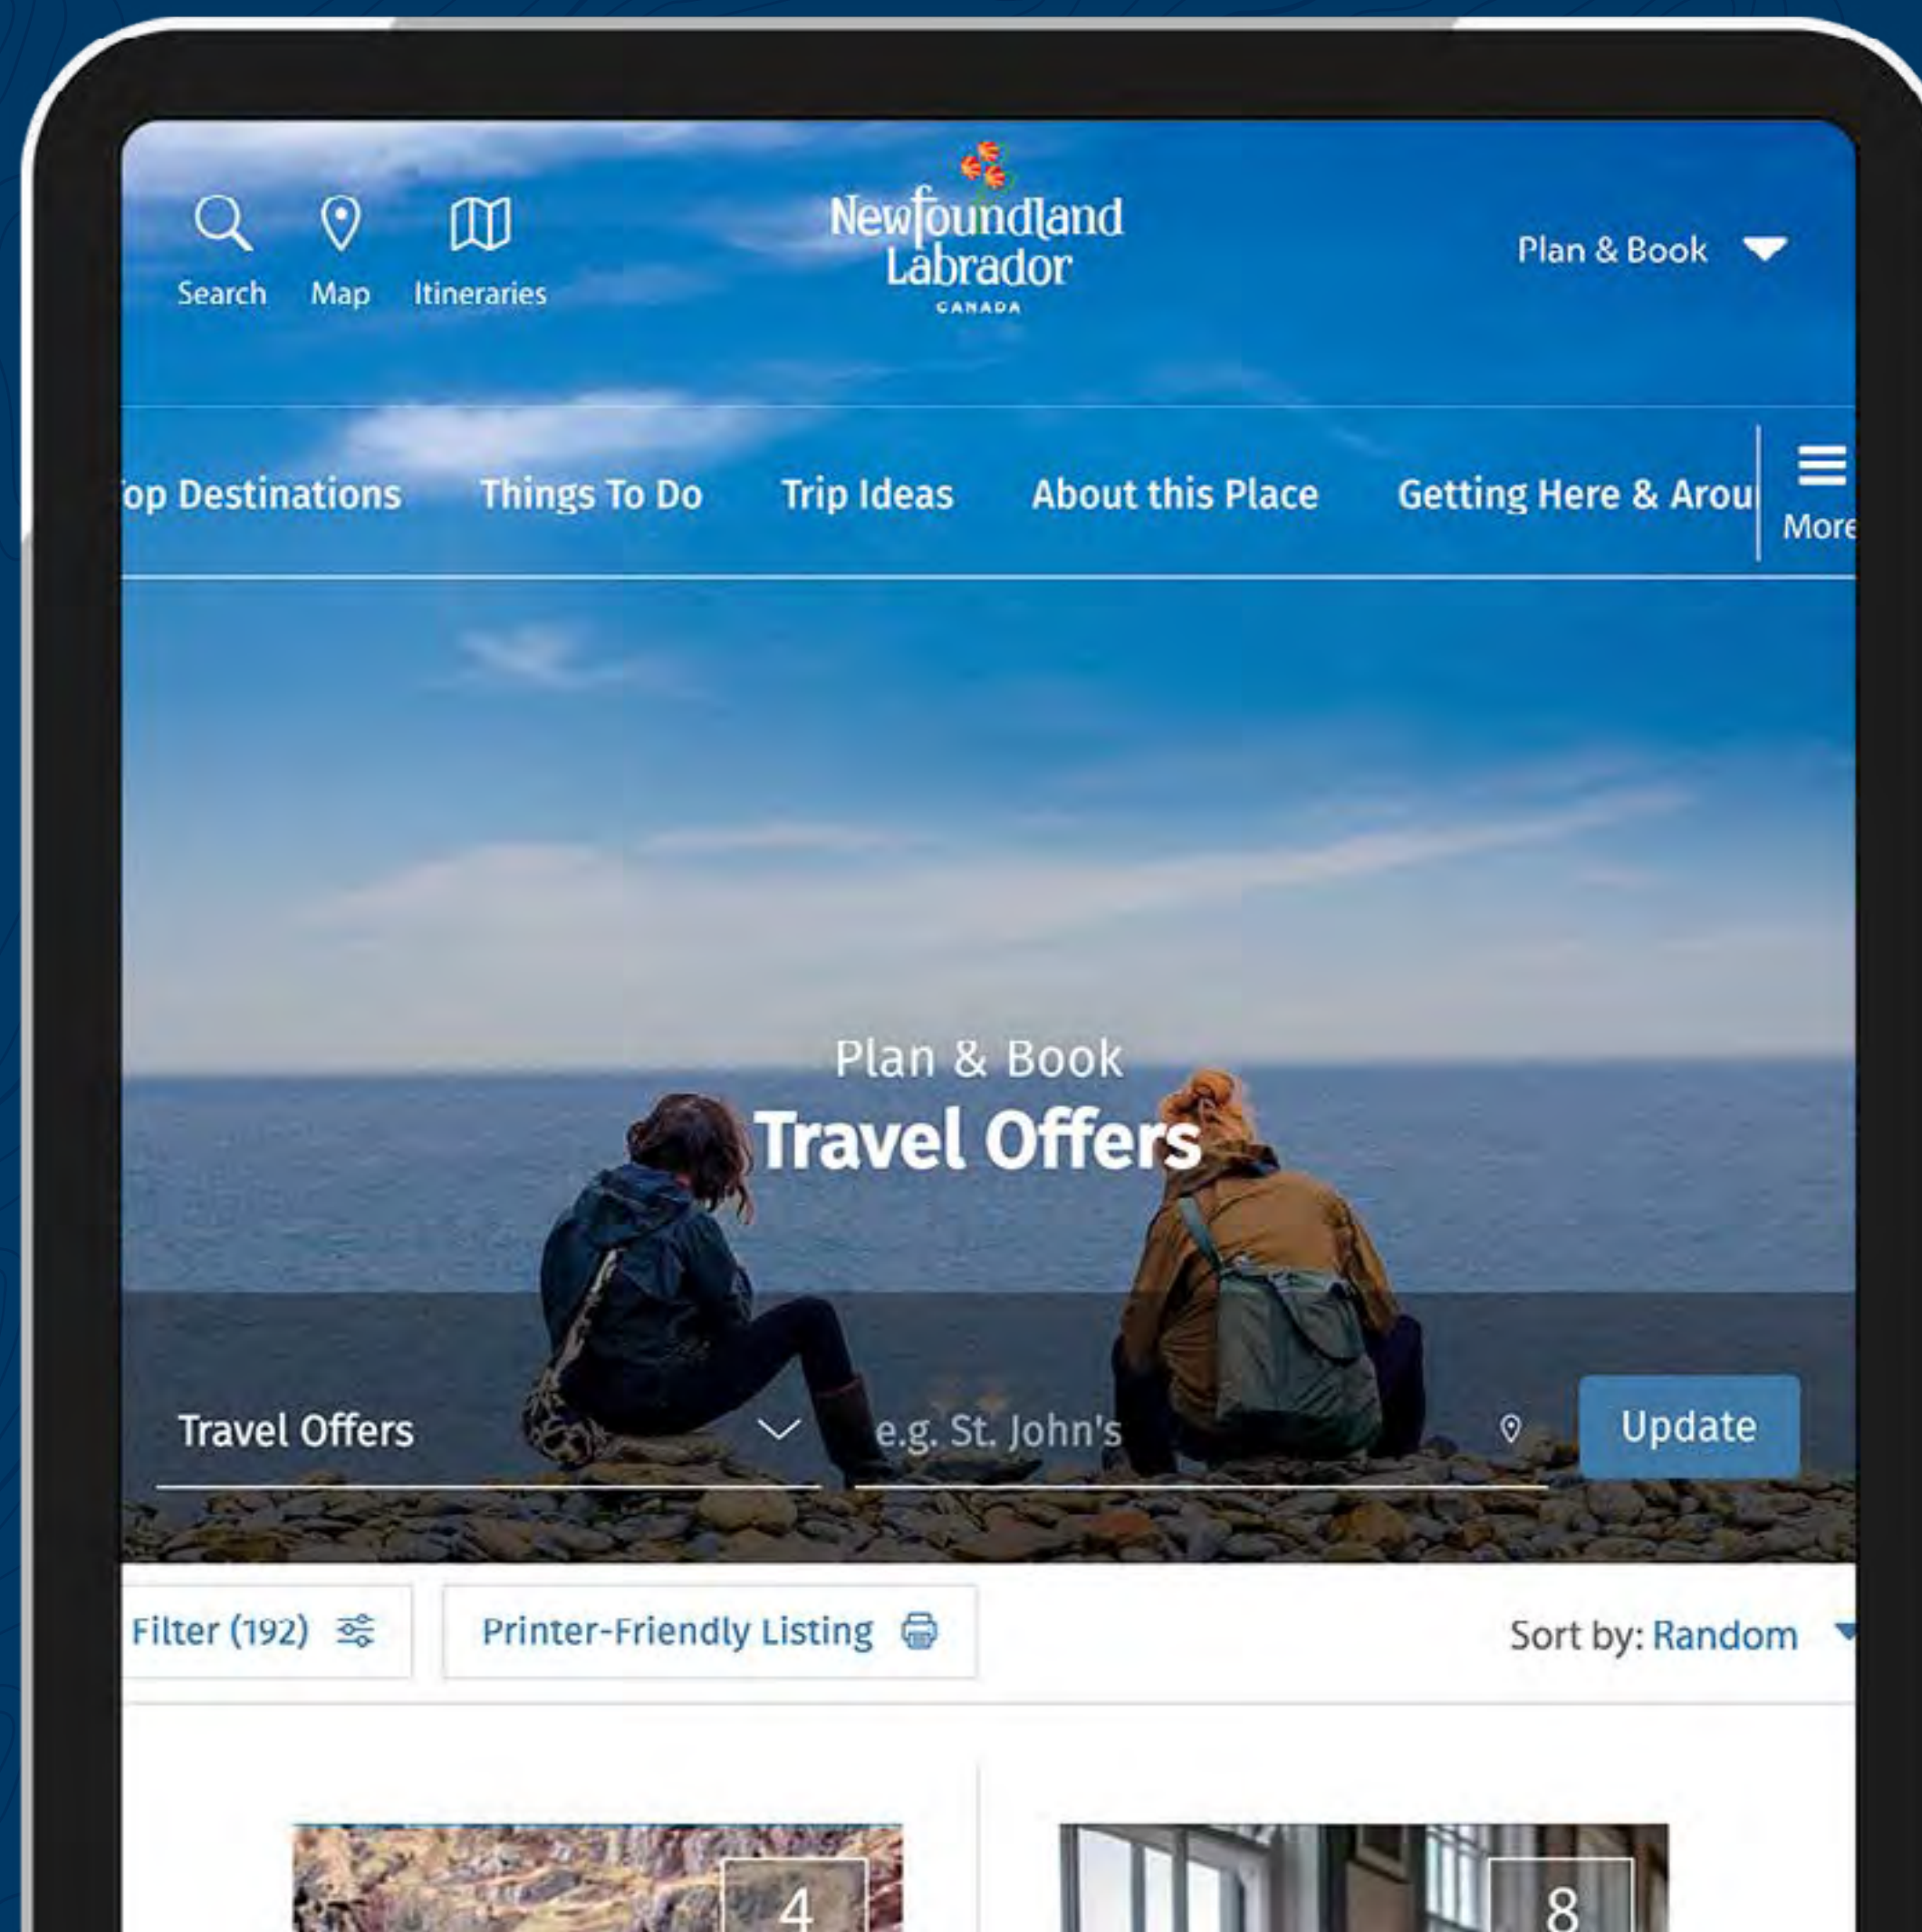 Search Map Itineraries
Newfoundland
Labrador
CANADA
Plan & Book
op Destinations Things To Do Trip Ideas About this Place Getting Here & Arou
More
Plan & Book
Travel Offers
Travel Offers e.g. St. John's Update
Filter (192) Printer-Friendly Listing Sort by: Random
4 8